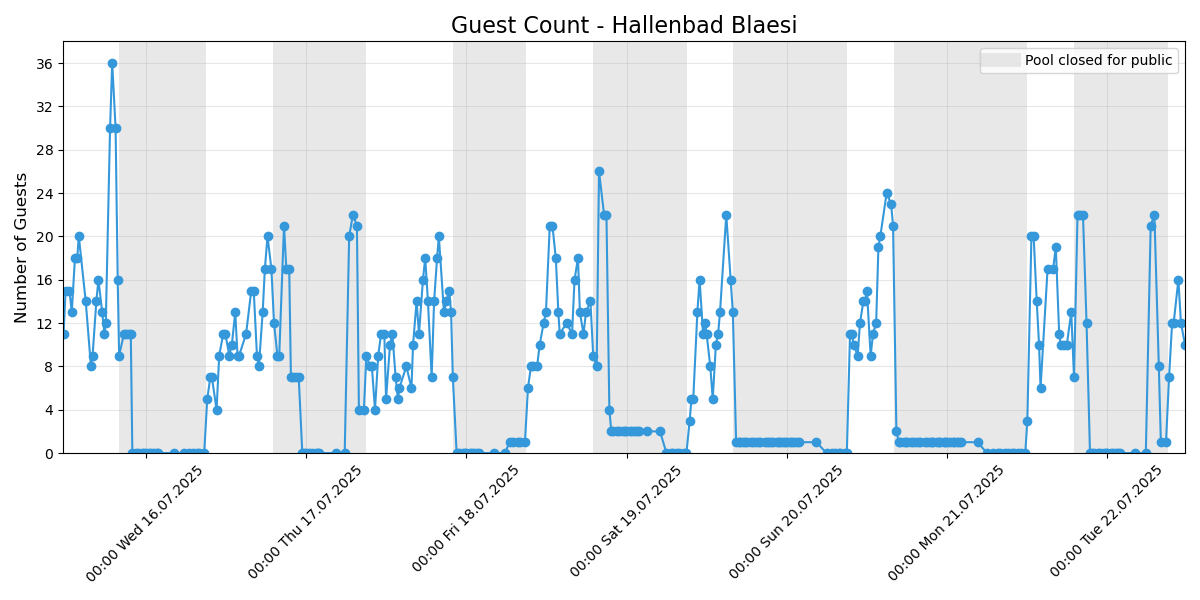 Guest Count - Hallenbad Blaesi
Pool closed for public
Number of Guests
36
32
28
24
20
16
12
8
4
0
00:00 Wed 16.07.2025
00:00 Thu 17.07.2025
00:00 Fri 18.07.2025
00:00 Sat 19.07.2025
00:00 Sun 20.07.2025
00:00 Mon 21.07.2025
00:00 Tue 22.07.2025